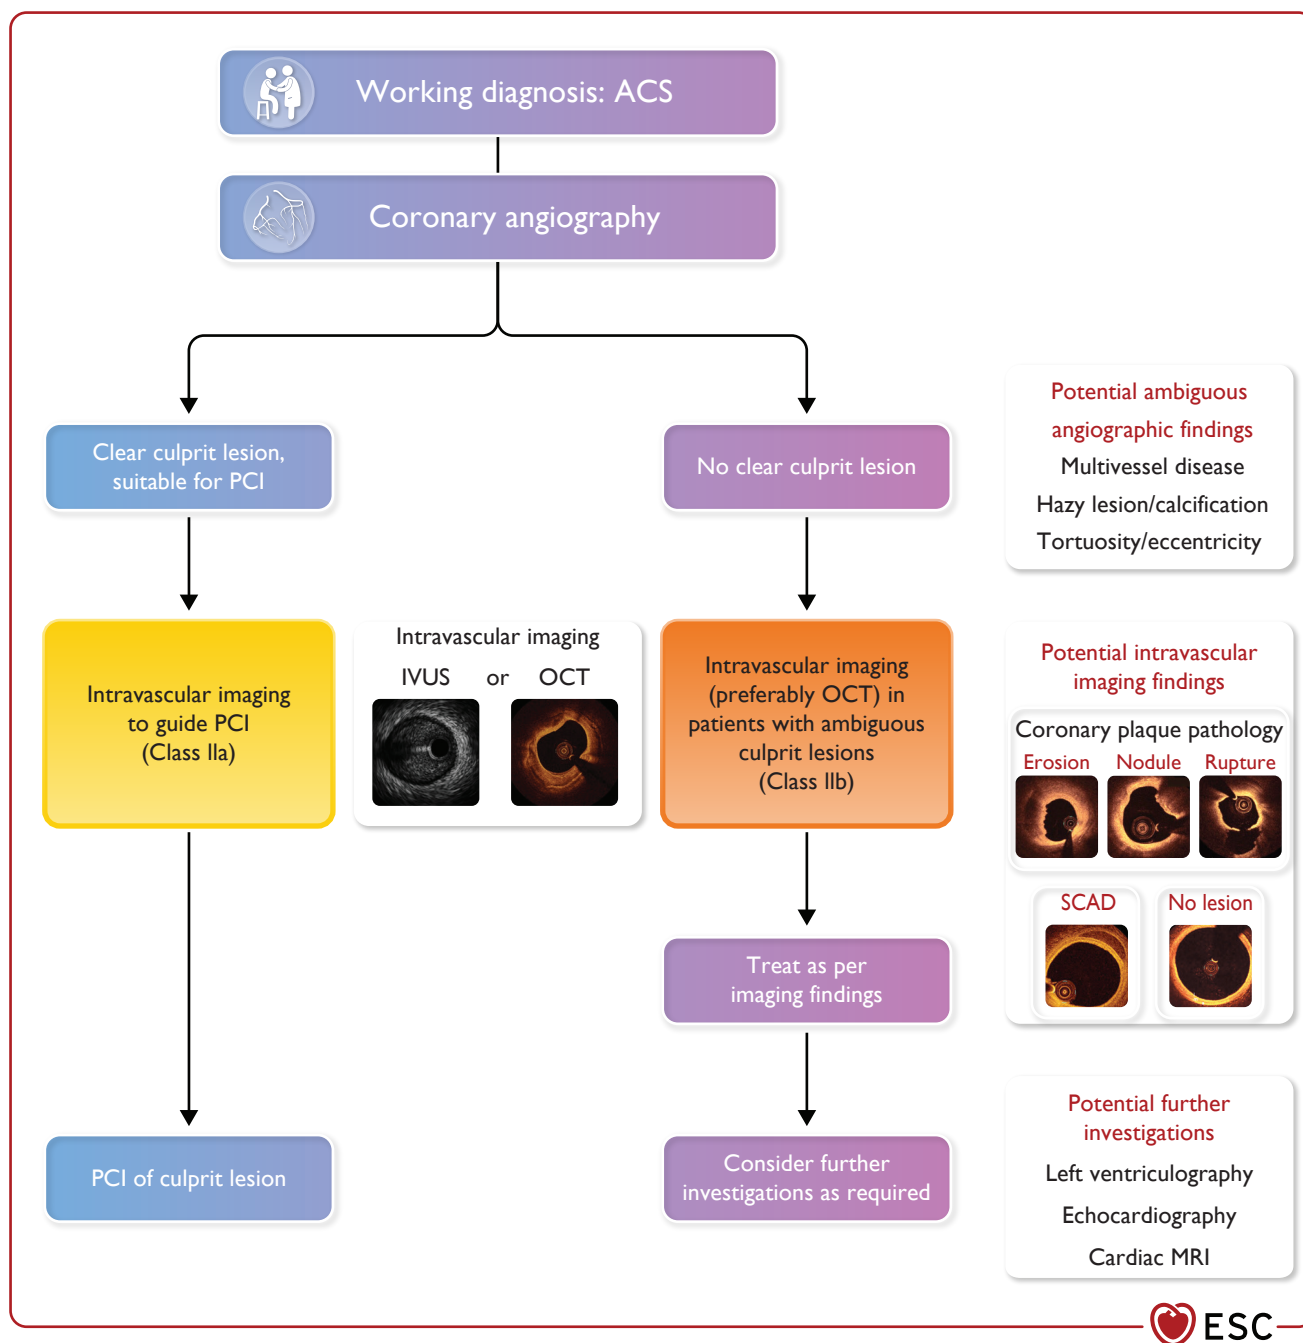 Working diagnosis: ACS
Coronary angiography
Clear culprit lesion,
suitable for PCI
No clear culprit lesion
Potential ambiguous
angiographic findings
Multivessel disease
Hazy lesion/calcification
Tortuosity/eccentricity
Intravascular imaging
to guide PCI
(Class IIa)
Intravascular imaging
IVUS or OCT
Intravascular imaging
(preferably OCT) in
patients with ambiguous
culprit lesions
(Class IIb)
Potential intravascular
imaging findings
Coronary plaque pathology
Erosion Nodule Rupture
SCAD No lesion
Treat as per
imaging findings
PCI of culprit lesion
Consider further
investigations as required
Potential further
investigations
Left ventriculography
Echocardiography
Cardiac MRI
ESC